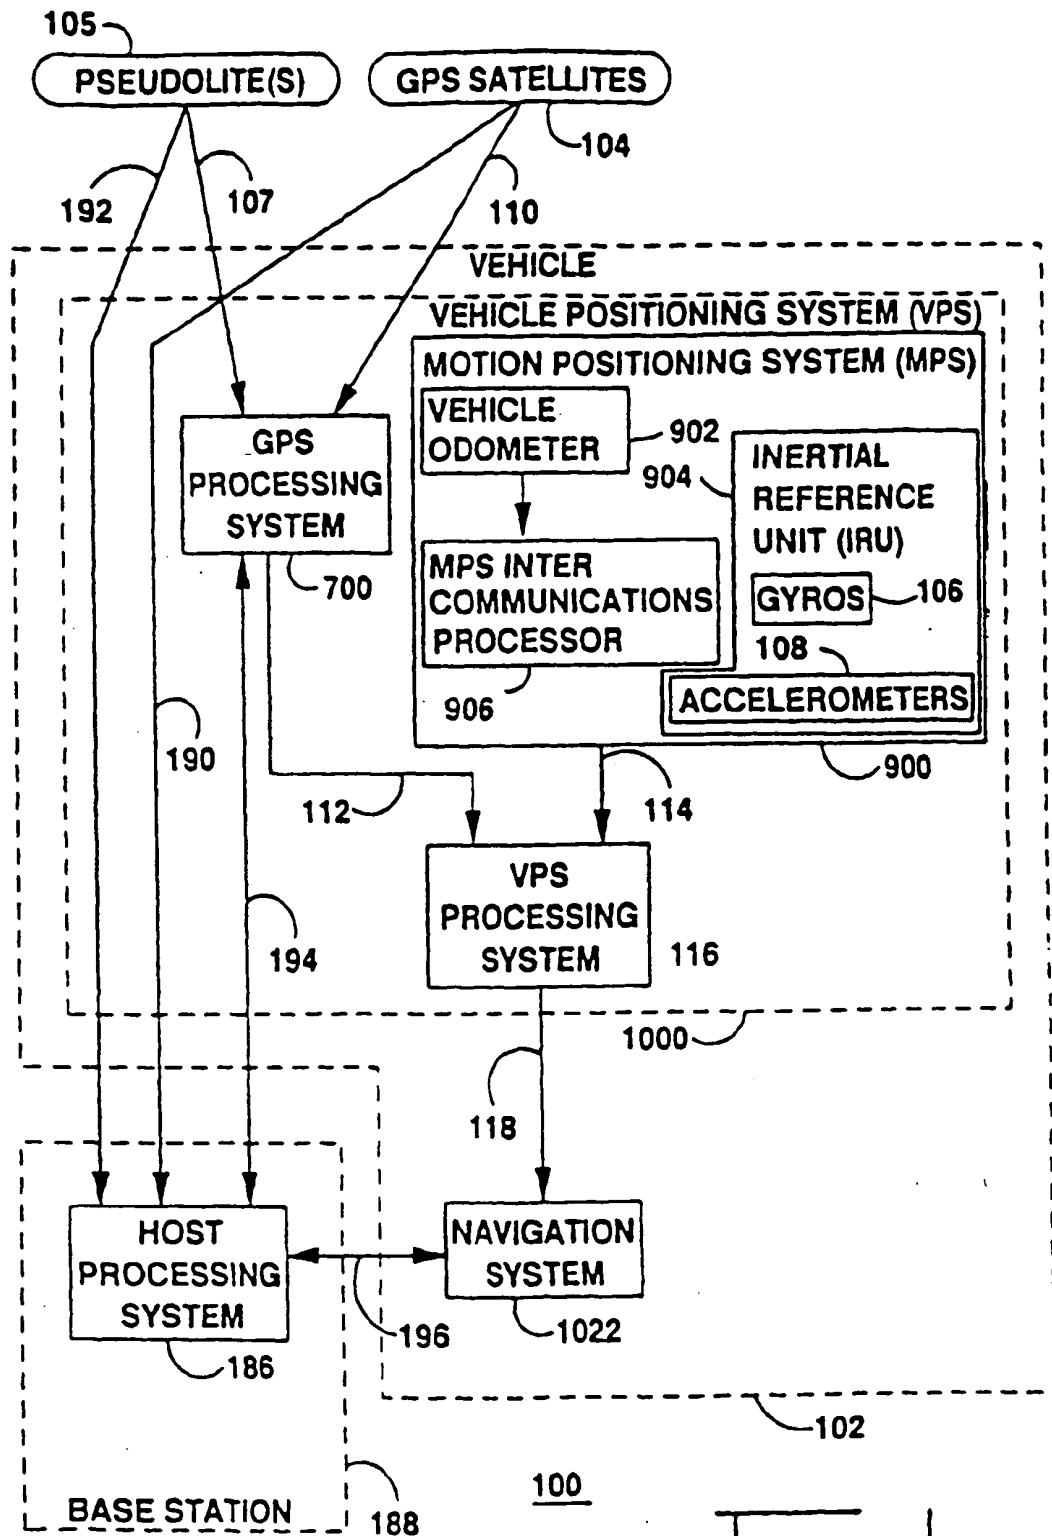 105
PSEUDOLITE(S)
GPS SATELLITES
104
192
107
110
VEHICLE
VEHICLE POSITIONING SYSTEM (VPS)
MOTION POSITIONING SYSTEM (MPS)
VEHICLE
ODOMETER
902
904
INERTIAL
REFERENCE
UNIT (IRU)
GPS
PROCESSING
SYSTEM
700
MPS INTER
COMMUNICATIONS
PROCESSOR
GYROS
106
108
906
ACCELEROMETERS
190
900
112
114
VPS
PROCESSING
SYSTEM
116
194
1000
118
HOST
PROCESSING
SYSTEM
NAVIGATION
SYSTEM
196
1022
186
102
100
BASE STATION
188